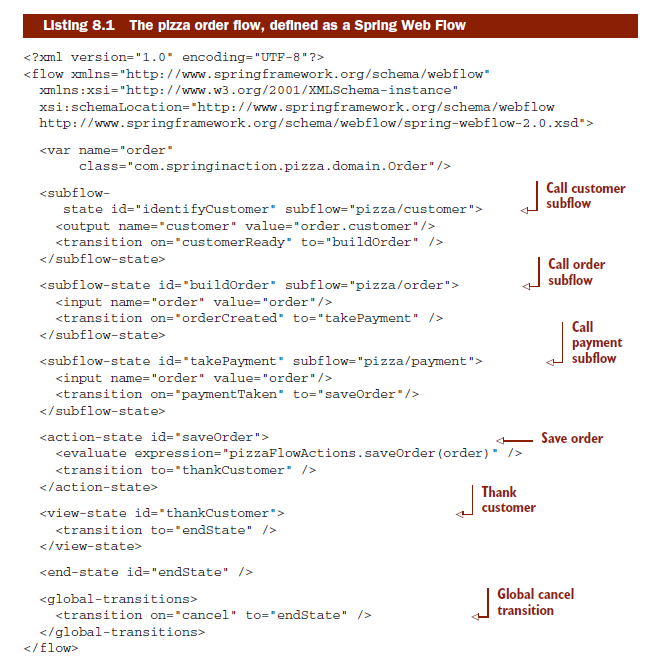 Listing 8.1 The pizza order flow, defined as a Spring Web Flow
<?xml version="1.0" encoding="UTF-8"?>
<flow xmlns="http://www.springframework.org/schema/webflow"
xmlns:xsi="http://www.w3.org/2001/XMLSchema-instance"
xsi:schemaLocation="http://www.springframework.org/schema/webflow
http://www.springframework.org/schema/webflow/spring-webflow-2.0.xsd">
<var name="order"
class="com.springinaction.pizza.domain.Order"/>
<subflow-
state id="identifyCustomer" subflow="pizza/customer">
<output name="customer" value="order.customer"/>
<transition on="customerReady" to="buildOrder" />
</subflow-state>
Call customer
subflow
<subflow-state id="buildOrder" subflow="pizza/order">
<input name="order" value="order"/>
<transition on="orderCreated" to="takePayment" />
</subflow-state>
Call order
subflow
<subflow-state id="takePayment" subflow="pizza/payment">
<input name="order" value="order"/>
<transition on="paymentTaken" to="saveOrder"/>
</subflow-state>
Call
payment
subflow
<action-state id="saveOrder">
<evaluate expression="pizzaFlowActions.saveOrder(order)" />
<transition to="thankCustomer" />
</action-state>
Save order
<view-state id="thankCustomer">
<transition to="endState" />
</view-state>
Thank
customer
<end-state id="endState" />
<global-transitions>
<transition on="cancel" to="endState" />
</global-transitions>
Global cancel
transition
</flow>